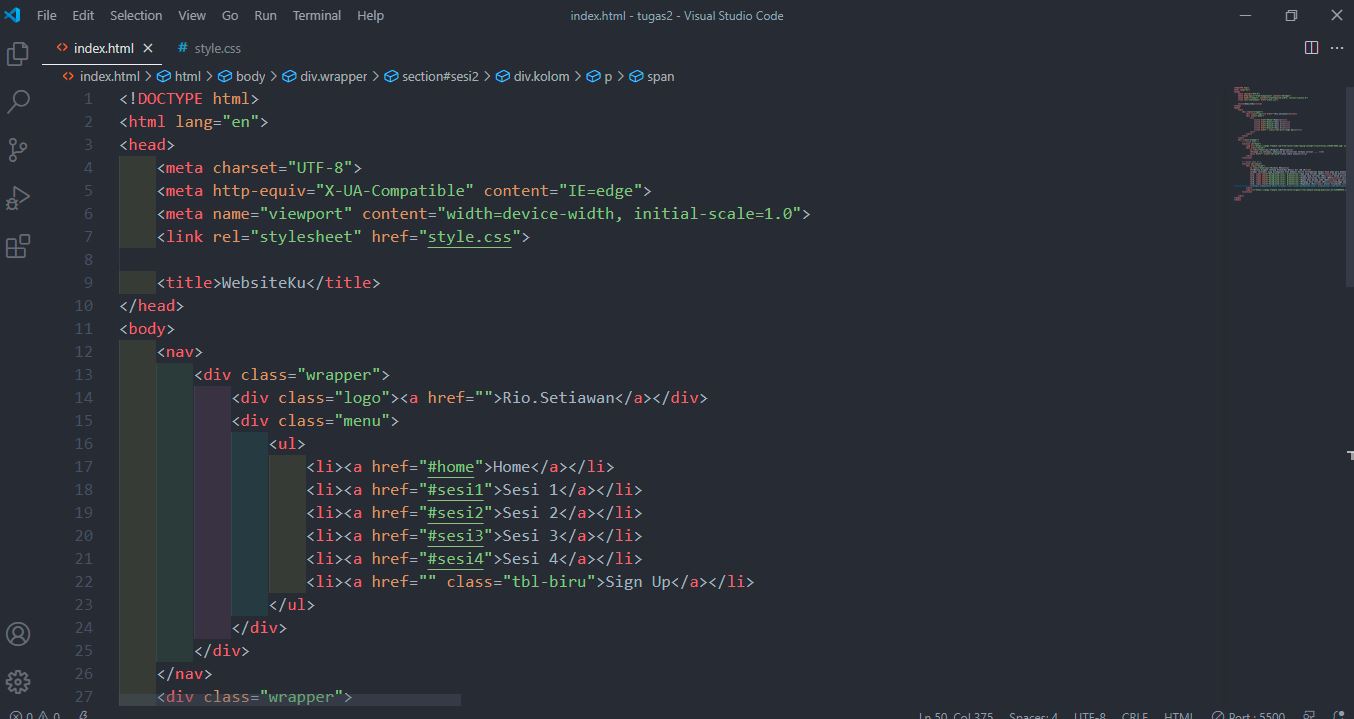 File Edit Selection View Go Run Terminal Help index.html - tugas2 - Visual Studio Code
index.html # style.css
index.html > html > body > div.wrapper > section#sesi2 > div.kolom > p > span
1 <!DOCTYPE html>
2 <html lang="en">
3 <head>
4 <meta charset="UTF-8">
5 <meta http-equiv="X-UA-Compatible" content="IE=edge">
6 <meta name="viewport" content="width=device-width, initial-scale=1.0">
7 <link rel="stylesheet" href="style.css">
8
9 <title>WebsiteKu</title>
10 </head>
11 <body>
12 <nav>
13 <div class="wrapper">
14 <div class="logo"><a href="">Rio.Setiawan</a></div>
15 <div class="menu">
16 <ul>
17 <li><a href="#home">Home</a></li>
18 <li><a href="#sesi1">Sesi 1</a></li>
19 <li><a href="#sesi2">Sesi 2</a></li>
20 <li><a href="#sesi3">Sesi 3</a></li>
21 <li><a href="#sesi4">Sesi 4</a></li>
22 <li><a href="" class="tbl-biru">Sign Up</a></li>
23 </ul>
24 </div>
25 </div>
26 </nav>
27 <div class="wrapper">
0 0 Ln 50, Col 375 Spaces: 4 UTF-8 CRLF HTML Port : 5500